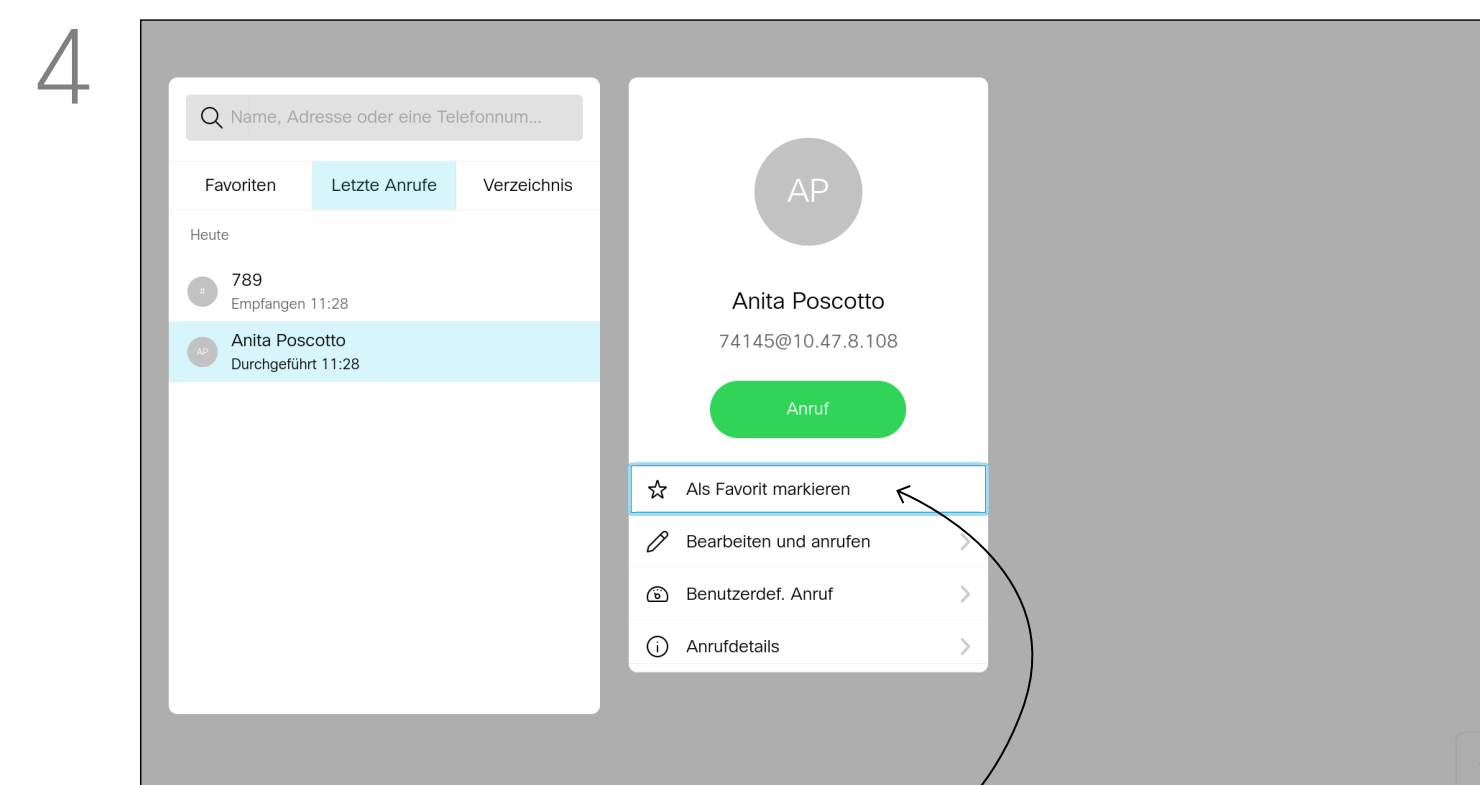 4
Name, Adresse oder eine Telefonnum...
Favoriten Letzte Anrufe Verzeichnis
Heute
#
789
Empfangen 11:28
AP
Anita Poscotto
Durchgeführt 11:28
AP
Anita Poscotto
74145@10.47.8.108
Anruf
Als Favorit markieren
Bearbeiten und anrufen
Benutzerdef. Anruf
Anrufdetails